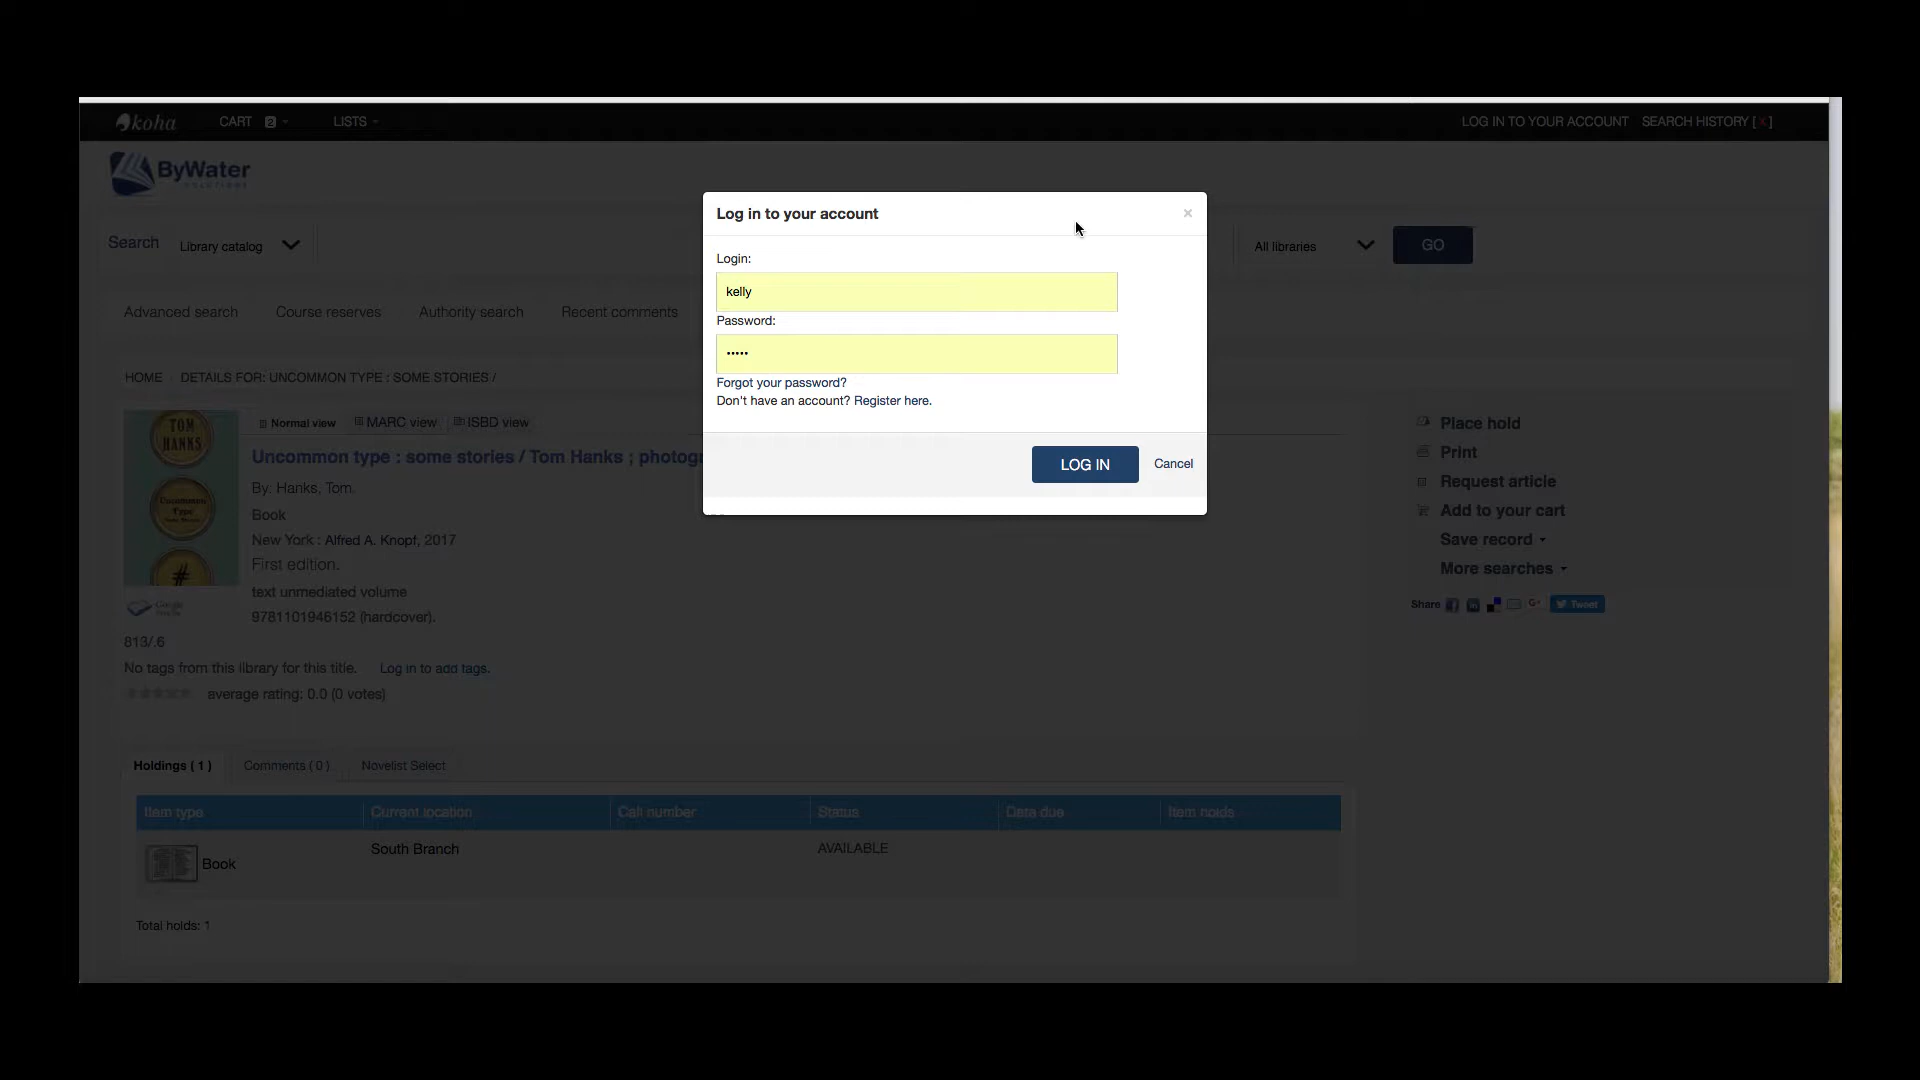 koha CART 2 LISTS LOG IN TO YOUR ACCOUNT SEARCH HISTORY [x]
ByWater
SOLUTIONS
Log in to your account ×
Search Library catalog All libraries GO
Login:
kelly
Password:
•••••
Forgot your password?
Don't have an account? Register here.
LOG IN Cancel
Advanced search Course reserves Authority search Recent comments
HOME DETAILS FOR: UNCOMMON TYPE : SOME STORIES /
TOM
HANKS
Uncommon
Type
#
Normal view MARC view ISBD view
Uncommon type : some stories / Tom Hanks ; photog
By: Hanks, Tom.
Book
New York : Alfred A. Knopf, 2017
First edition.
text unmediated volume
9781101946152 (hardcover).
Google
813/.6
No tags from this library for this title. Log in to add tags.
average rating: 0.0 (0 votes)
Place hold
Print
Request article
Add to your cart
Save record
More searches
Share G+ Tweet
Holdings ( 1 ) Comments ( 0 ) Novelist Select
Item type Current location Call number Status Date due Item holds
Book South Branch AVAILABLE
Total holds: 1